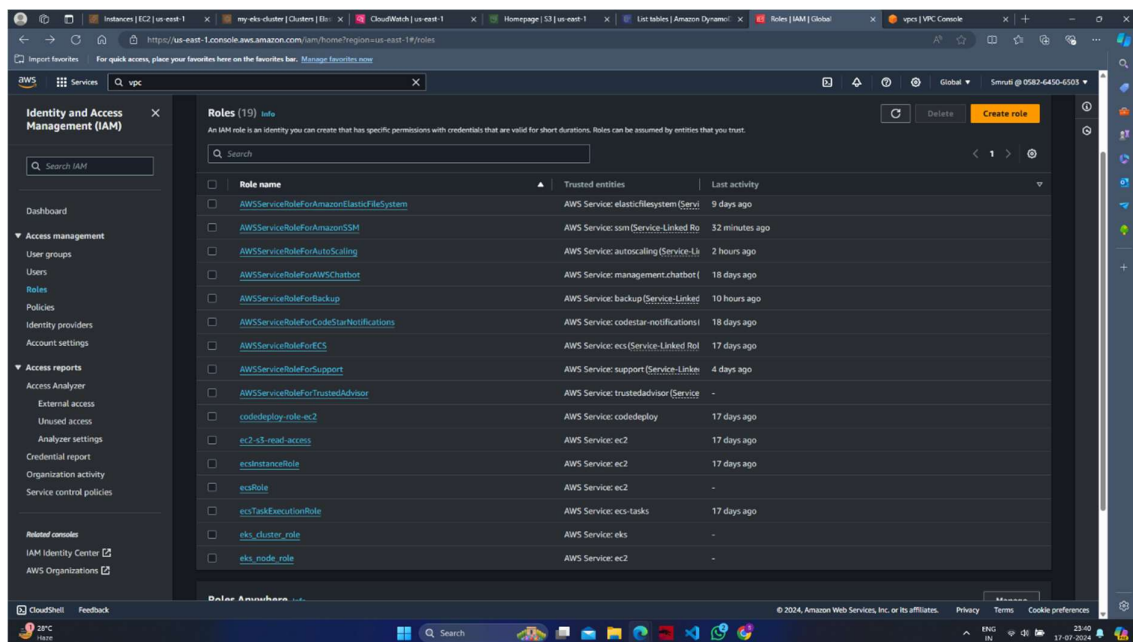 Instances | EC2 | us-east-1
my-eks-cluster | Clusters | Elas
CloudWatch | us-east-1
Homepage | S3 | us-east-1
List tables | Amazon Dynamo
Roles | IAM | Global
vpcs | VPC Console
https://us-east-1.console.aws.amazon.com/iam/home?region=us-east-1#/roles
Import favorites For quick access, place your favorites here on the favorites bar. Manage favorites now
aws Services vpc Global Smruti @ 0582-6450-6503
Identity and Access
Management (IAM)
Search IAM
Dashboard
Access management
User groups
Users
Roles
Policies
Identity providers
Account settings
Access reports
Access Analyzer
External access
Unused access
Analyzer settings
Credential report
Organization activity
Service control policies
Related consoles
IAM Identity Center
AWS Organizations
Roles (19) Info
Delete Create role
An IAM role is an identity you can create that has specific permissions with credentials that are valid for short durations. Roles can be assumed by entities that you trust.
Search
1
Role name Trusted entities Last activity
AWSServiceRoleForAmazonElasticFileSystem AWS Service: elasticfilesystem (Servi 9 days ago
AWSServiceRoleForAmazonSSM AWS Service: ssm (Service-Linked Ro 32 minutes ago
AWSServiceRoleForAutoScaling AWS Service: autoscaling (Service-Li 2 hours ago
AWSServiceRoleForAWSChatbot AWS Service: management.chatbot ( 18 days ago
AWSServiceRoleForBackup AWS Service: backup (Service-Linked 10 hours ago
AWSServiceRoleForCodeStarNotifications AWS Service: codestar-notifications ( 18 days ago
AWSServiceRoleForECS AWS Service: ecs (Service-Linked Rol 17 days ago
AWSServiceRoleForSupport AWS Service: support (Service-Linke 4 days ago
AWSServiceRoleForTrustedAdvisor AWS Service: trustedadvisor (Service -
codedeploy-role-ec2 AWS Service: codedeploy 17 days ago
ec2-s3-read-access AWS Service: ec2 17 days ago
ecsInstanceRole AWS Service: ec2 17 days ago
ecsRole AWS Service: ec2 -
ecsTaskExecutionRole AWS Service: ecs-tasks 17 days ago
eks_cluster_role AWS Service: eks -
eks_node_role AWS Service: ec2 -
Roles Anywhere Info Manage
CloudShell Feedback © 2024, Amazon Web Services, Inc. or its affiliates. Privacy Terms Cookie preferences
28°C
Haze
Search
ENG
IN
23:40
17-07-2024